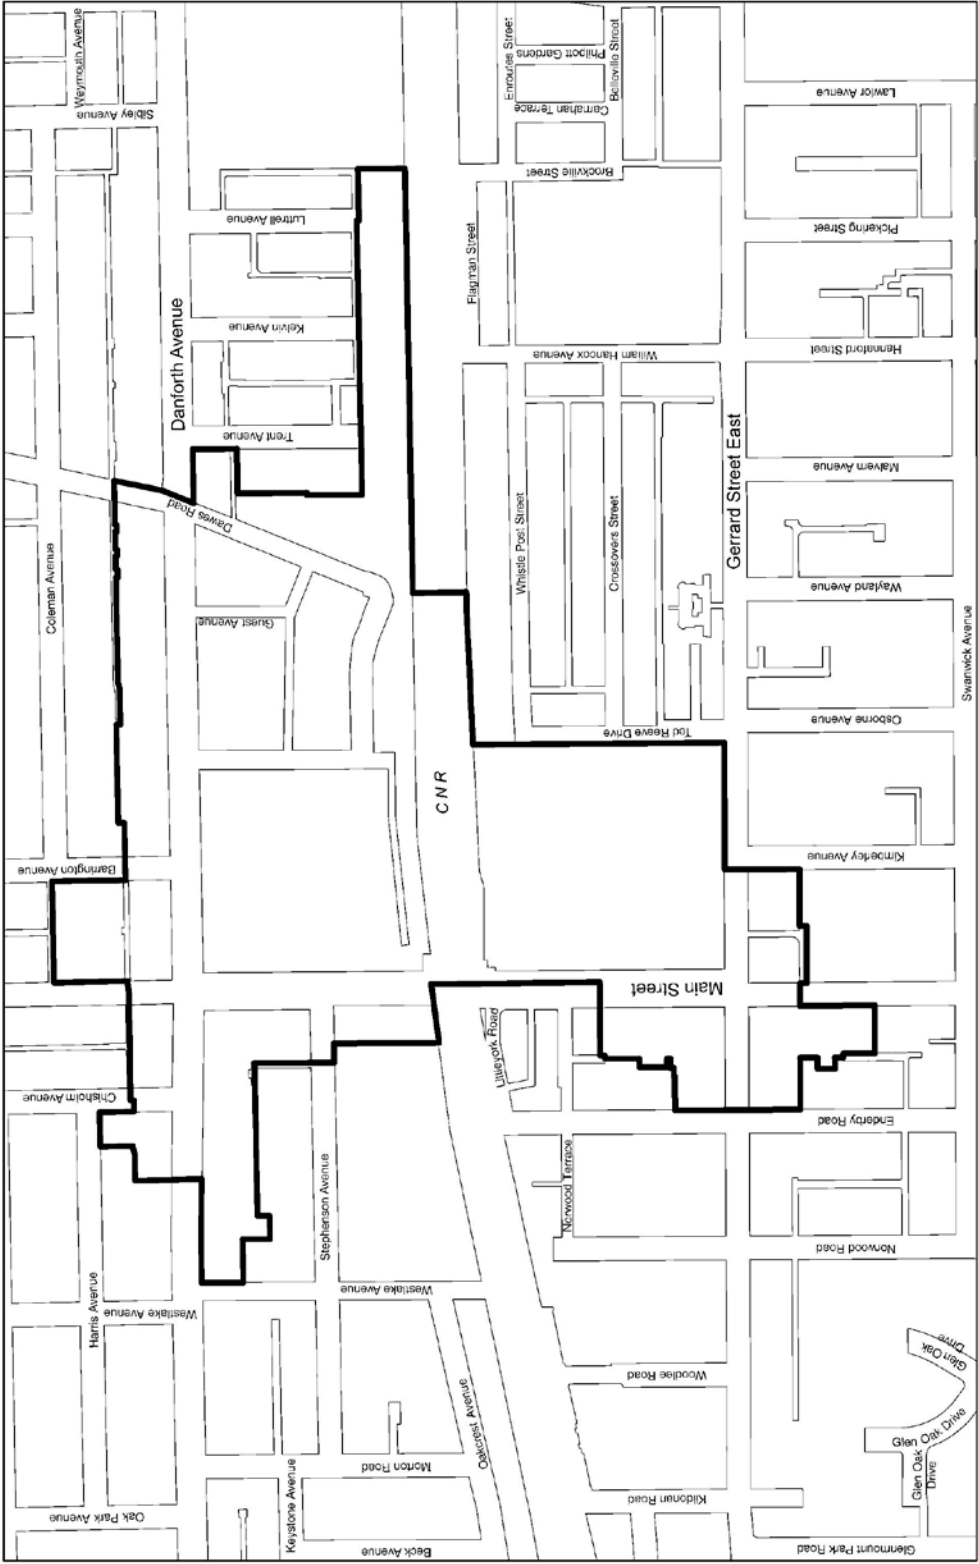 Weymouth Avenue
Sibley Avenue
Enroutes Street
Philpott Gardens
Belleville Street
Carnahan Terrace
Lawlor Avenue
Brockville Street
Luttrell Avenue
Flagman Street
Pickering Street
Danforth Avenue
Kelvin Avenue
William Hancox Avenue
Hannaford Street
Trent Avenue
Gerrard Street East
Malvern Avenue
Dawes Road
Whistle Post Street
Crossovers Street
Coleman Avenue
Wayland Avenue
Guest Avenue
Swanwick Avenue
Ted Reeve Drive
Osborne Avenue
CNR
Barrington Avenue
Kimberley Avenue
Main Street
Littleyork Road
Chisholm Avenue
Enderby Road
Stephenson Avenue
Norwood Terrace
Norwood Road
Harris Avenue
Westlake Avenue
Westlake Avenue
Glen Oak
Drive
Woodlee Road
Oakcrest Avenue
Glen Oak Drive
Morton Road
Glen Oak
Drive
Keystone Avenue
Kildonan Road
Oak Park Avenue
Beck Avenue
Glenmount Park Road